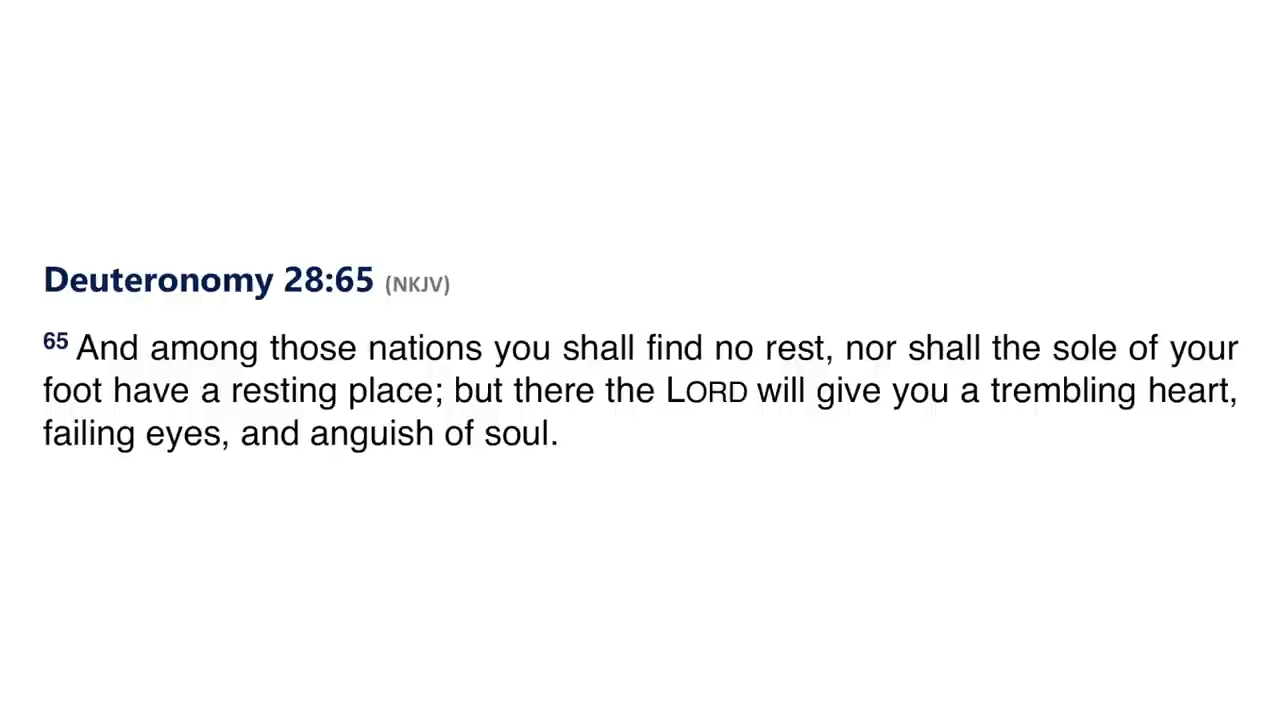 Deuteronomy 28:65 (NKJV)
65 And among those nations you shall find no rest, nor shall the sole of your
foot have a resting place; but there the LORD will give you a trembling heart,
failing eyes, and anguish of soul.